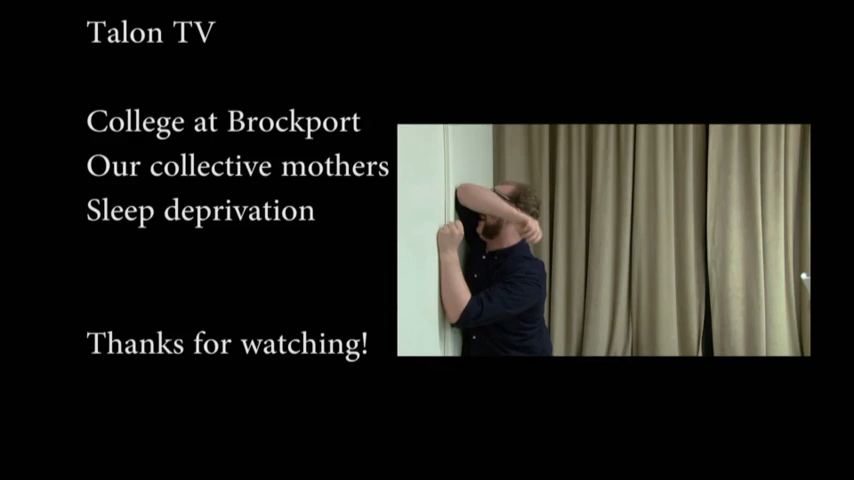 Talon TV
College at Brockport
Our collective mothers
Sleep deprivation
Thanks for watching!